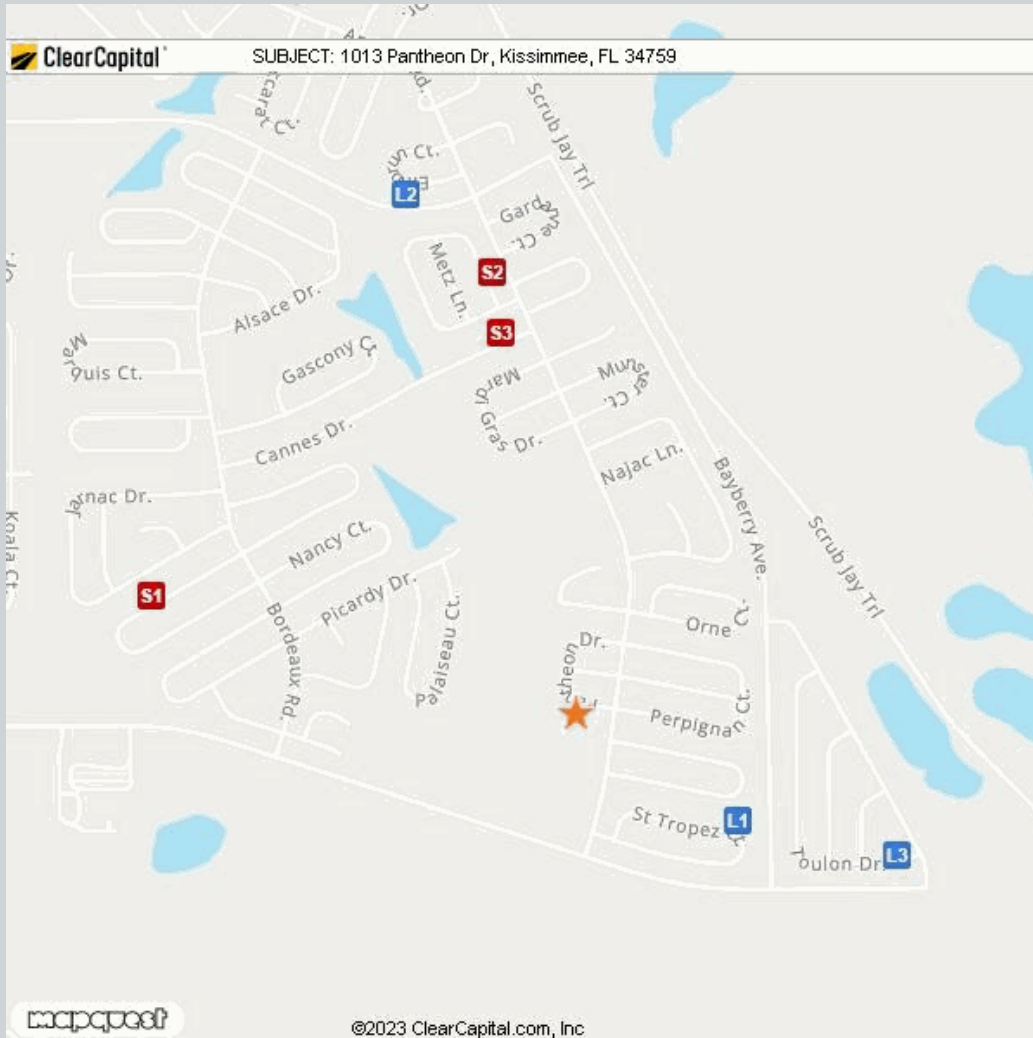 ClearCapital
SUBJECT: 1013 Pantheon Dr, Kissimmee, FL 34759
Ct.
Scrub Jay Trl
Ct.
L2
Ct.
Metz Ln.
S2
Alsace Dr.
S3
Marquis Ct.
Gascony
Munster Ct.
Mardi Gras Dr.
Cannes Dr.
Najac Ln.
Bayberry Ave.
Jarnac Dr.
Koala Ct.
Nancy Ct.
Scrub Jay Trl
S1
Picardy Dr.
Bordeaux Rd.
Palaiseau Ct.
Orne
Dr.
Perpignan Ct.
St Tropez
L1
Toulon Dr.
L3
mapquest
©2023 ClearCapital.com, Inc